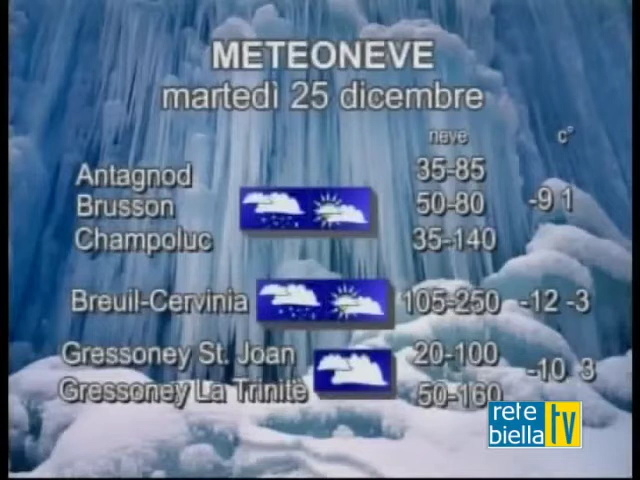 METEONEVE
martedì 25 dicembre
neve c°
Antagnod 35-85
Brusson 50-80 -9 1
Champoluc 35-140
Breuil-Cervinia 105-250 -12 -3
Gressoney St. Joan 20-100
-10 3
Gressoney La Trinitè 50-160
rete
biella tv